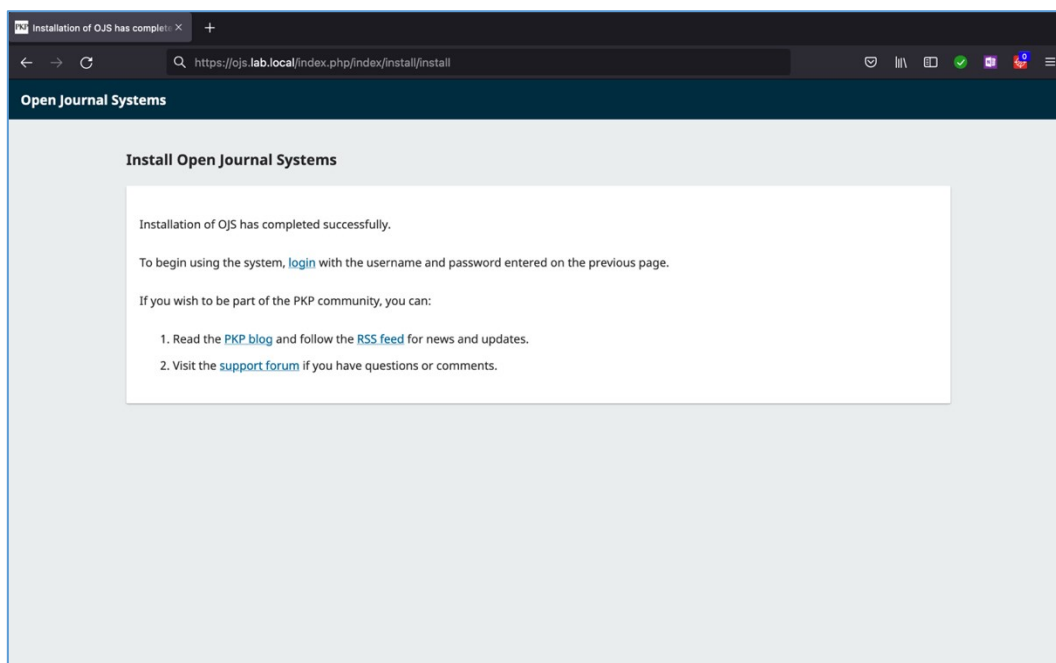 PKP Installation of OJS has complete
https://ojs.lab.local/index.php/index/install/install
0
Open Journal Systems
Install Open Journal Systems
Installation of OJS has completed successfully.
To begin using the system, login with the username and password entered on the previous page.
If you wish to be part of the PKP community, you can:
1. Read the PKP blog and follow the RSS feed for news and updates.
2. Visit the support forum if you have questions or comments.